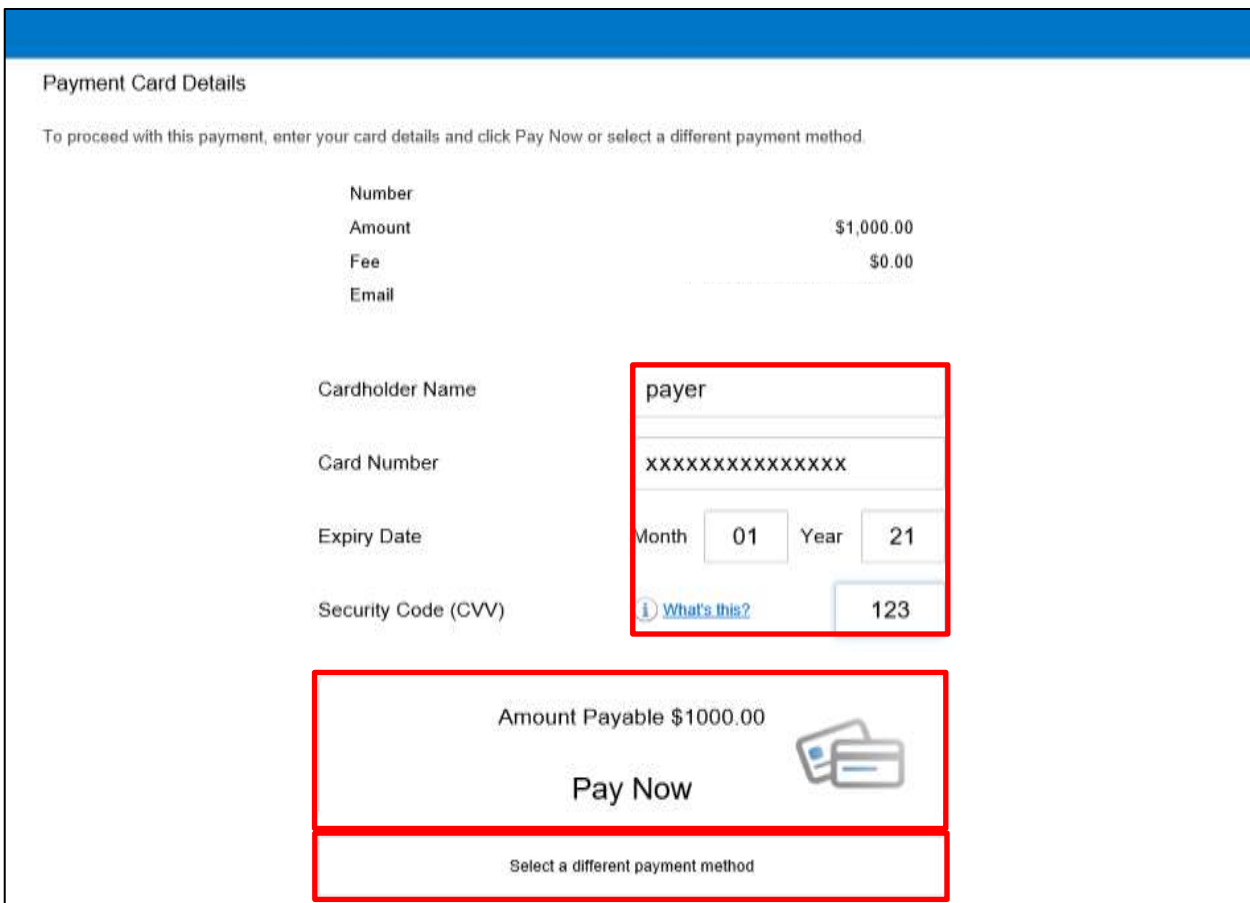 Payment Card Details
To proceed with this payment, enter your card details and click Pay Now or select a different payment method.
Number
Amount $1,000.00
Fee $0.00
Email
Cardholder Name payer
Card Number xxxxxxxxxxxxxxx
Expiry Date Month 01 Year 21
Security Code (CVV) i What's this? 123
Amount Payable $1000.00
Pay Now
Select a different payment method